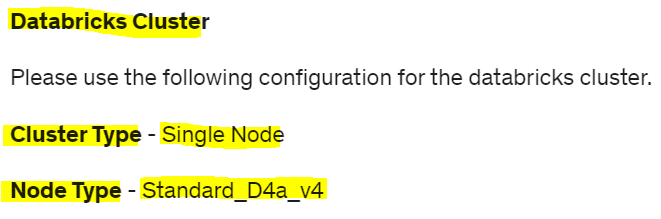 Databricks Cluster
Please use the following configuration for the databricks cluster.
Cluster Type - Single Node
Node Type - Standard_D4a_v4